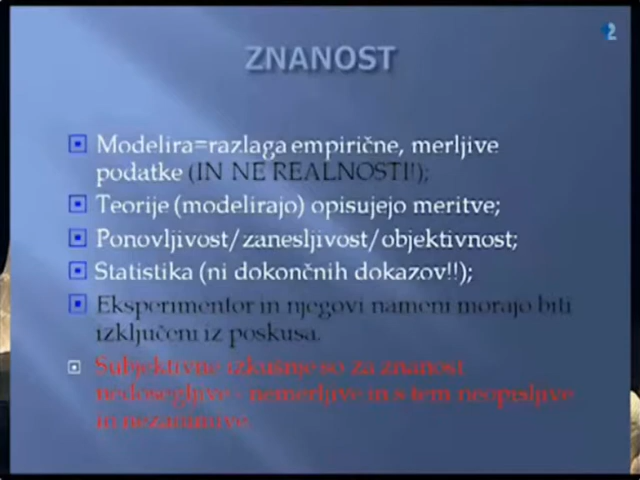 2
ZNANOST
Modelira=razlaga empirične, merljive
podatke (IN NE REALNOSTI!);
Teorije (modelirajo) opisujejo meritve;
Ponovljivost/zanesljivost/objektivnost;
Statistika (ni dokončnih dokazov!!);
Eksperimentor in njegovi nameni morajo biti
izključeni iz poskusa.
Subjektivne izkušnje so za znanost
nedosegljive - nemerljive in s tem neopisljive
in nezanimive.